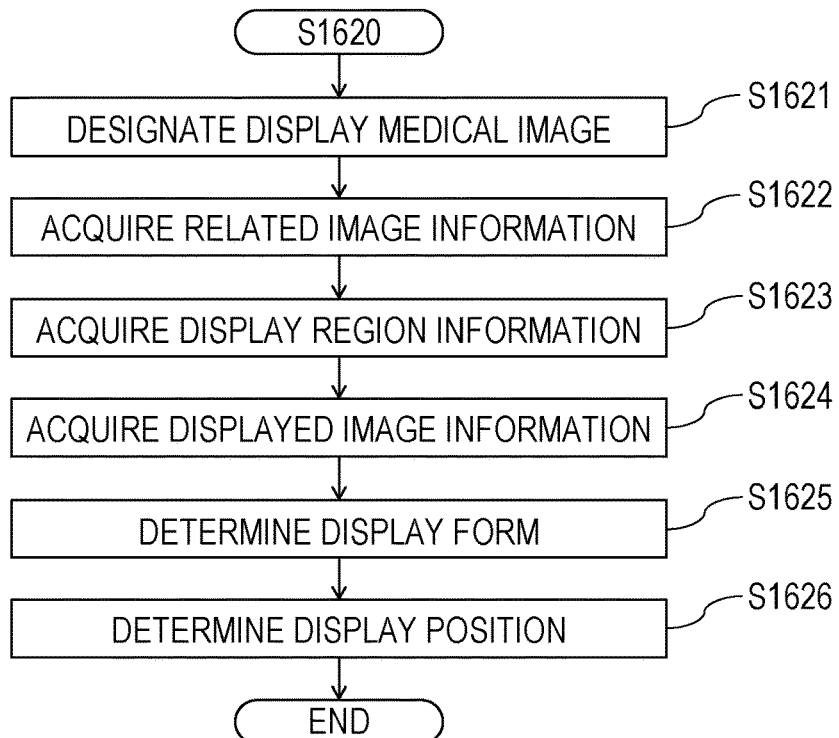 S1620
DESIGNATE DISPLAY MEDICAL IMAGE
S1621
ACQUIRE RELATED IMAGE INFORMATION
S1622
ACQUIRE DISPLAY REGION INFORMATION
S1623
ACQUIRE DISPLAYED IMAGE INFORMATION
S1624
DETERMINE DISPLAY FORM
S1625
DETERMINE DISPLAY POSITION
S1626
END